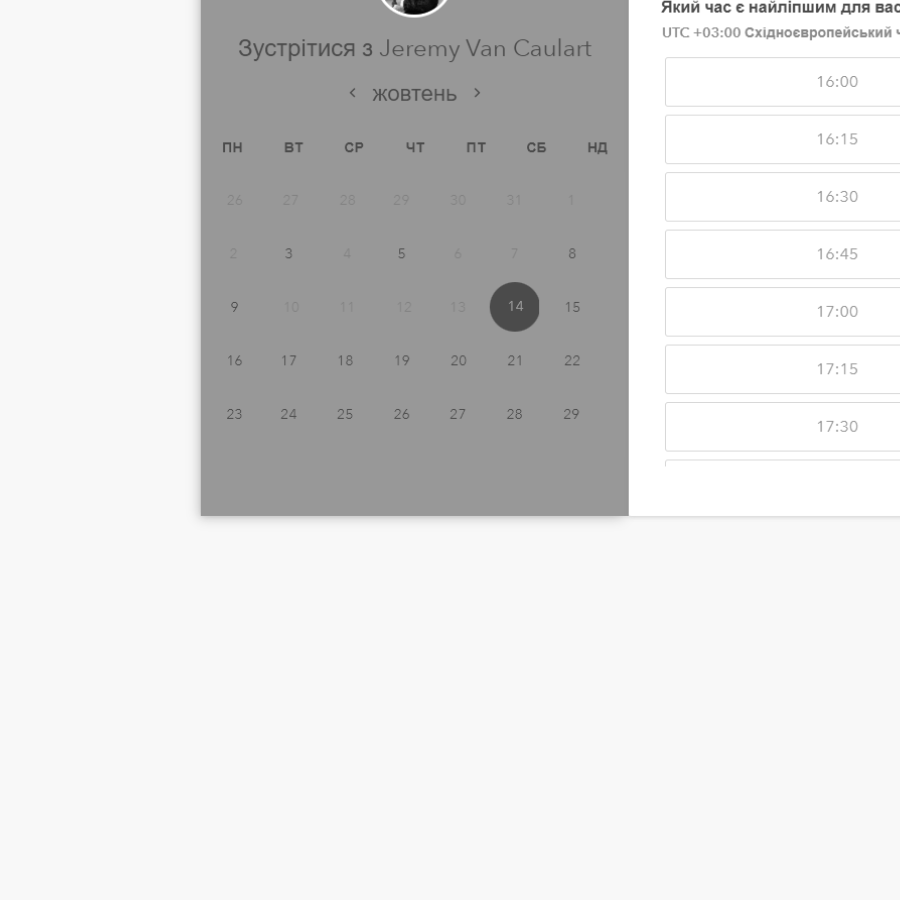 Зустрітися з Jeremy Van Caulart
жовтень
ПН ВТ СР ЧТ ПТ СБ НД
26 27 28 29 30 31 1
2 3 4 5 6 7 8
9 10 11 12 13 14 15
16 17 18 19 20 21 22
23 24 25 26 27 28 29
Який час є найліпшим для вас
UTC +03:00 Східноєвропейський
16:00
16:15
16:30
16:45
17:00
17:15
17:30